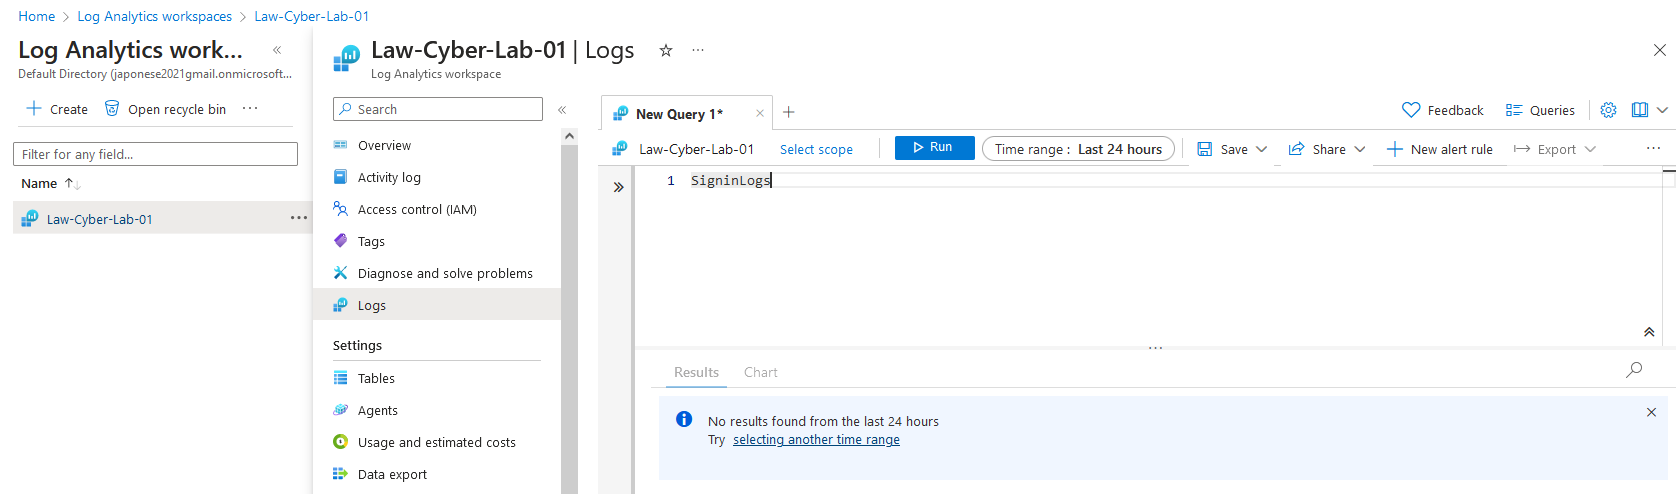 Home > Log Analytics workspaces > Law-Cyber-Lab-01
Log Analytics work...
Default Directory (japonese2021gmail.onmicrosoft...
Create
Open recycle bin
Filter for any field...
Name
Law-Cyber-Lab-01
Law-Cyber-Lab-01 | Logs
Log Analytics workspace
Search
Overview
Activity log
Access control (IAM)
Tags
Diagnose and solve problems
Logs
Settings
Tables
Agents
Usage and estimated costs
Data export
New Query 1*
Feedback
Queries
Law-Cyber-Lab-01 Select scope Run Time range : Last 24 hours Save Share New alert rule Export
1 SigninLogs
Results Chart
No results found from the last 24 hours
Try selecting another time range